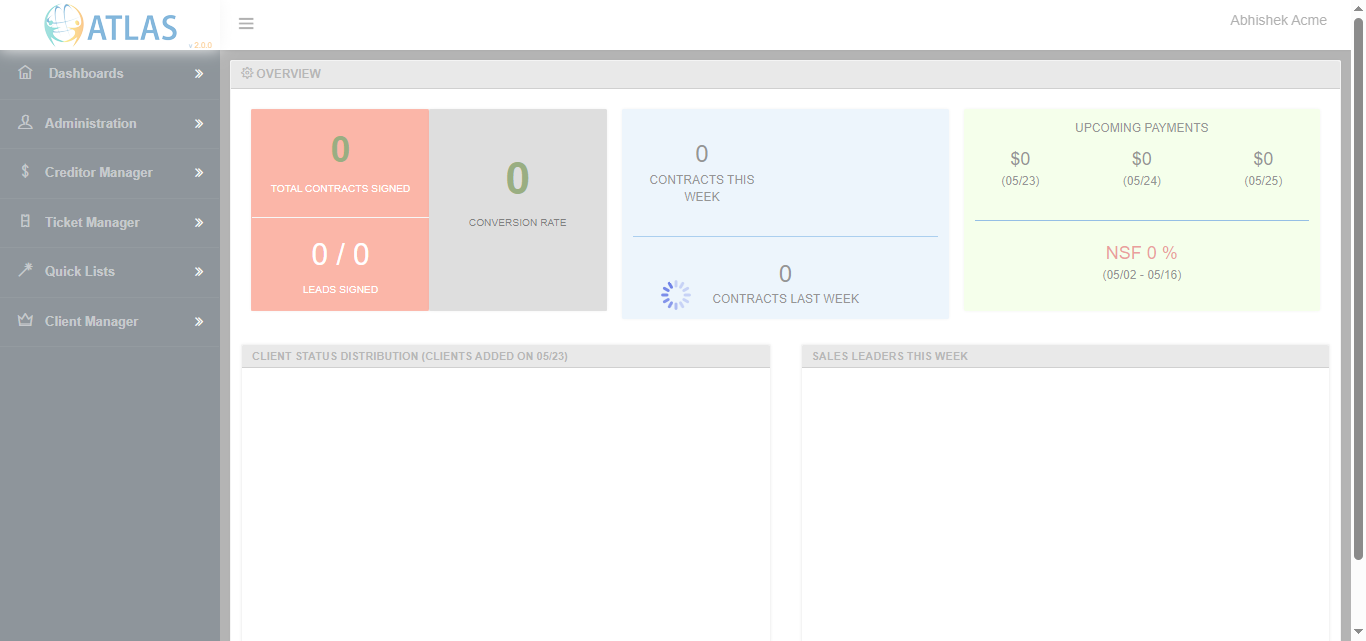 ATLAS
v 2.0.0
Abhishek Acme
Dashboards
Administration
Creditor Manager
Ticket Manager
Quick Lists
Client Manager
OVERVIEW
0
TOTAL CONTRACTS SIGNED
0 / 0
LEADS SIGNED
0
CONVERSION RATE
0
CONTRACTS THIS
WEEK
0
CONTRACTS LAST WEEK
UPCOMING PAYMENTS
$0 $0 $0
(05/23) (05/24) (05/25)
NSF 0 %
(05/02 - 05/16)
CLIENT STATUS DISTRIBUTION (CLIENTS ADDED ON 05/23)
SALES LEADERS THIS WEEK